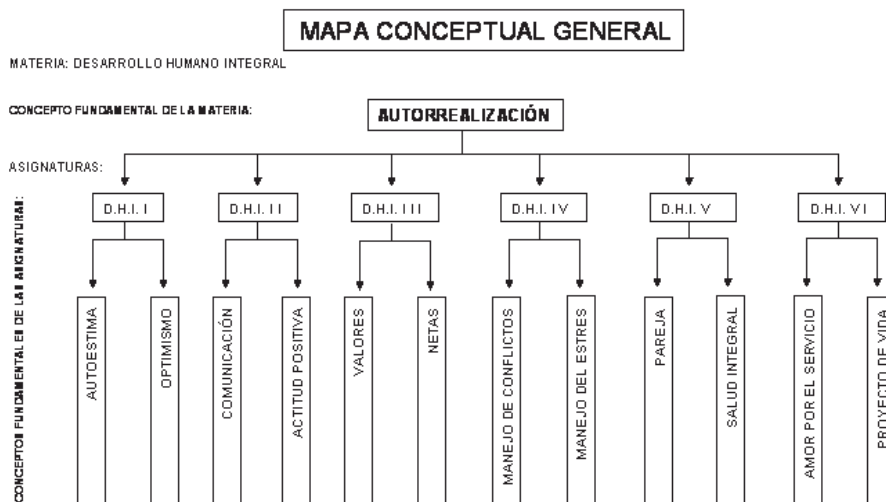 MAPA CONCEPTUAL GENERAL
MATERIA: DESARROLLO HUMANO INTEGRAL
CONCEPTO FUNDAMENTAL DE LA MATERIA:
AUTORREALIZACIÓN
ASIGNATURAS:
D.H.I. I
D.H.I. II
D.H.I. III
D.H.I. IV
D.H.I. V
D.H.I. VI
CONCEPTOS FUNDAMENTALES DE LAS ASIGNATURAS:
AUTOESTIMA
OPTIMISMO
COMUNICACIÓN
ACTITUD POSITIVA
VALORES
NETAS
MANEJO DE CONFLICTOS
MANEJO DEL ESTRES
PAREJA
SALUD INTEGRAL
AMOR POR EL SERVICIO
PROYECTO DE VIDA